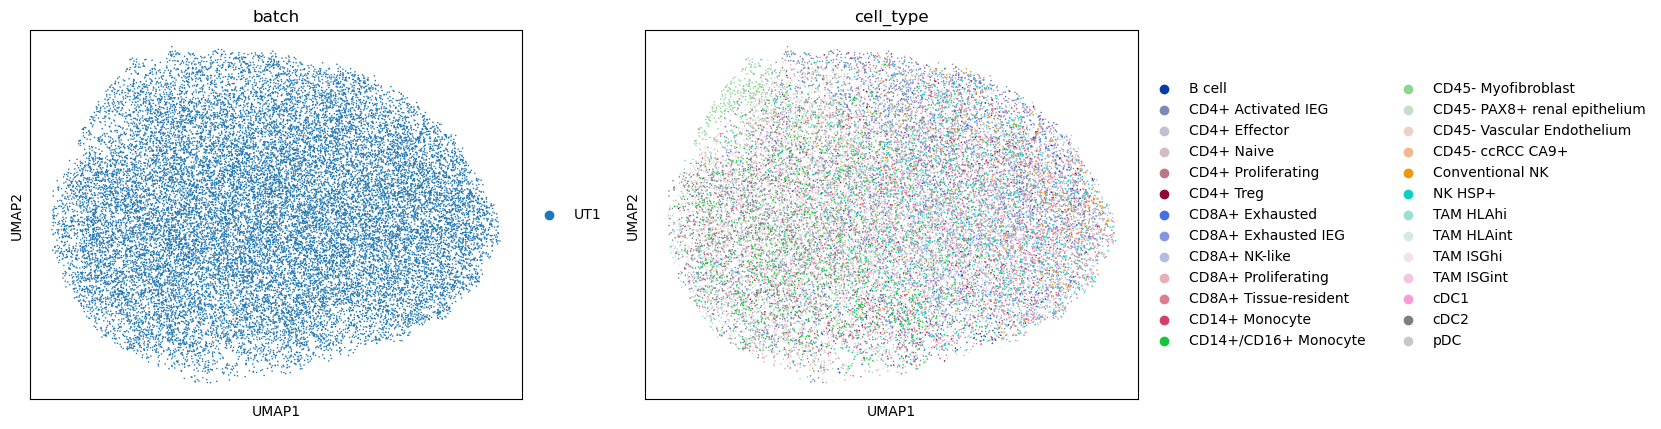 batch
UMAP2
UMAP1
UT1
cell_type
UMAP2
UMAP1
B cell
CD4+ Activated IEG
CD4+ Effector
CD4+ Naive
CD4+ Proliferating
CD4+ Treg
CD8A+ Exhausted
CD8A+ Exhausted IEG
CD8A+ NK-like
CD8A+ Proliferating
CD8A+ Tissue-resident
CD14+ Monocyte
CD14+/CD16+ Monocyte
CD45- Myofibroblast
CD45- PAX8+ renal epithelium
CD45- Vascular Endothelium
CD45- ccRCC CA9+
Conventional NK
NK HSP+
TAM HLAhi
TAM HLAint
TAM ISGhi
TAM ISGint
cDC1
cDC2
pDC